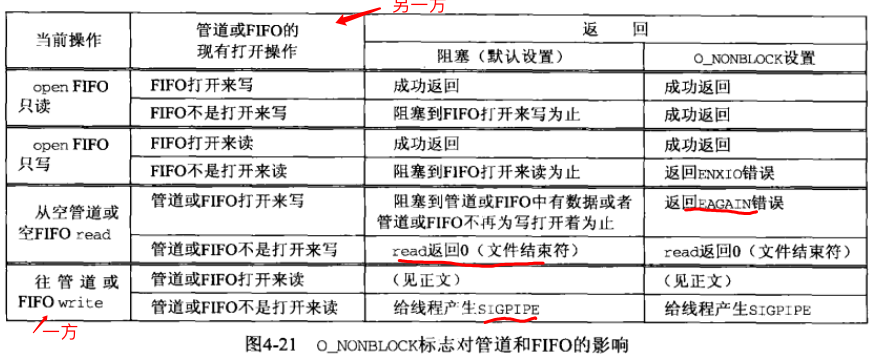 另一方
当前操作
管道或FIFO的
现有打开操作
返 回
阻塞（默认设置）
O_NONBLOCK设置
open FIFO
只读
FIFO打开来写
成功返回
成功返回
FIFO不是打开来写
阻塞到FIFO打开来写为止
成功返回
open FIFO
只写
FIFO打开来读
成功返回
成功返回
FIFO不是打开来读
阻塞到FIFO打开来读为止
返回ENXIO错误
从空管道或
空FIFO read
管道或FIFO打开来写
阻塞到管道或FIFO中有数据或者
管道或FIFO不再为写打开着为止
返回EAGAIN错误
管道或FIFO不是打开来写
read返回0（文件结束符）
read返回0（文件结束符）
往管道或
FIFO write
管道或FIFO打开来读
（见正文）
（见正文）
管道或FIFO不是打开来读
给线程产生SIGPIPE
给线程产生SIGPIPE
一方
图4-21 O_NONBLOCK标志对管道和FIFO的影响